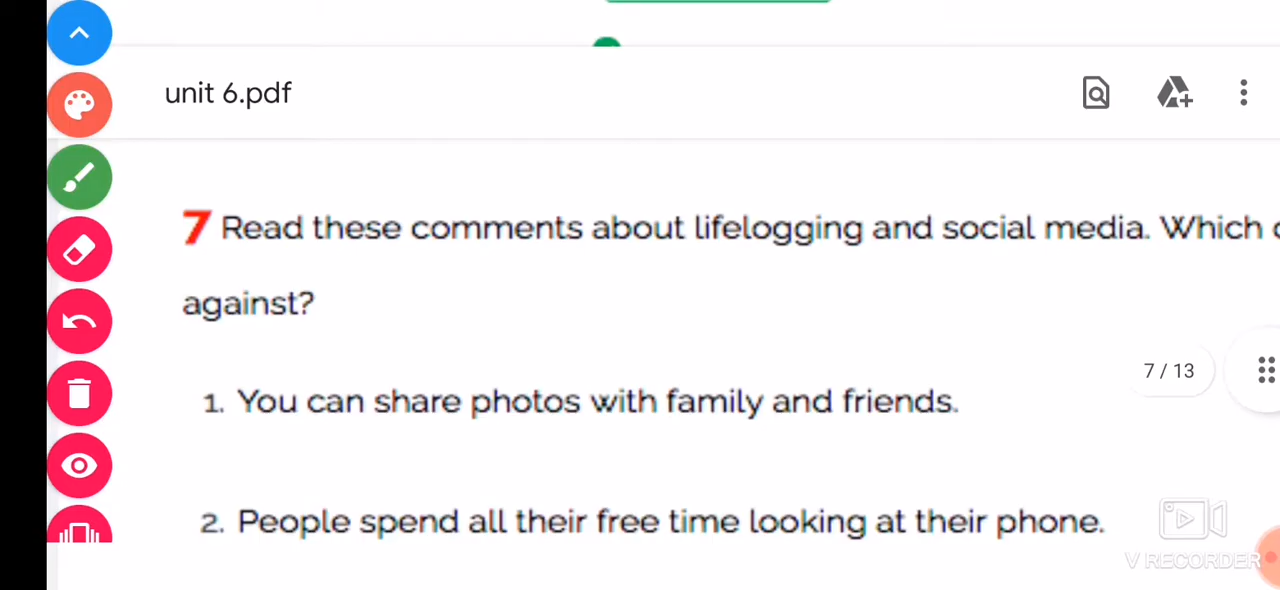 unit 6.pdf
7 Read these comments about lifelogging and social media. Which
against?
7 / 13
1. You can share photos with family and friends.
2. People spend all their free time looking at their phone.
V RECORDER